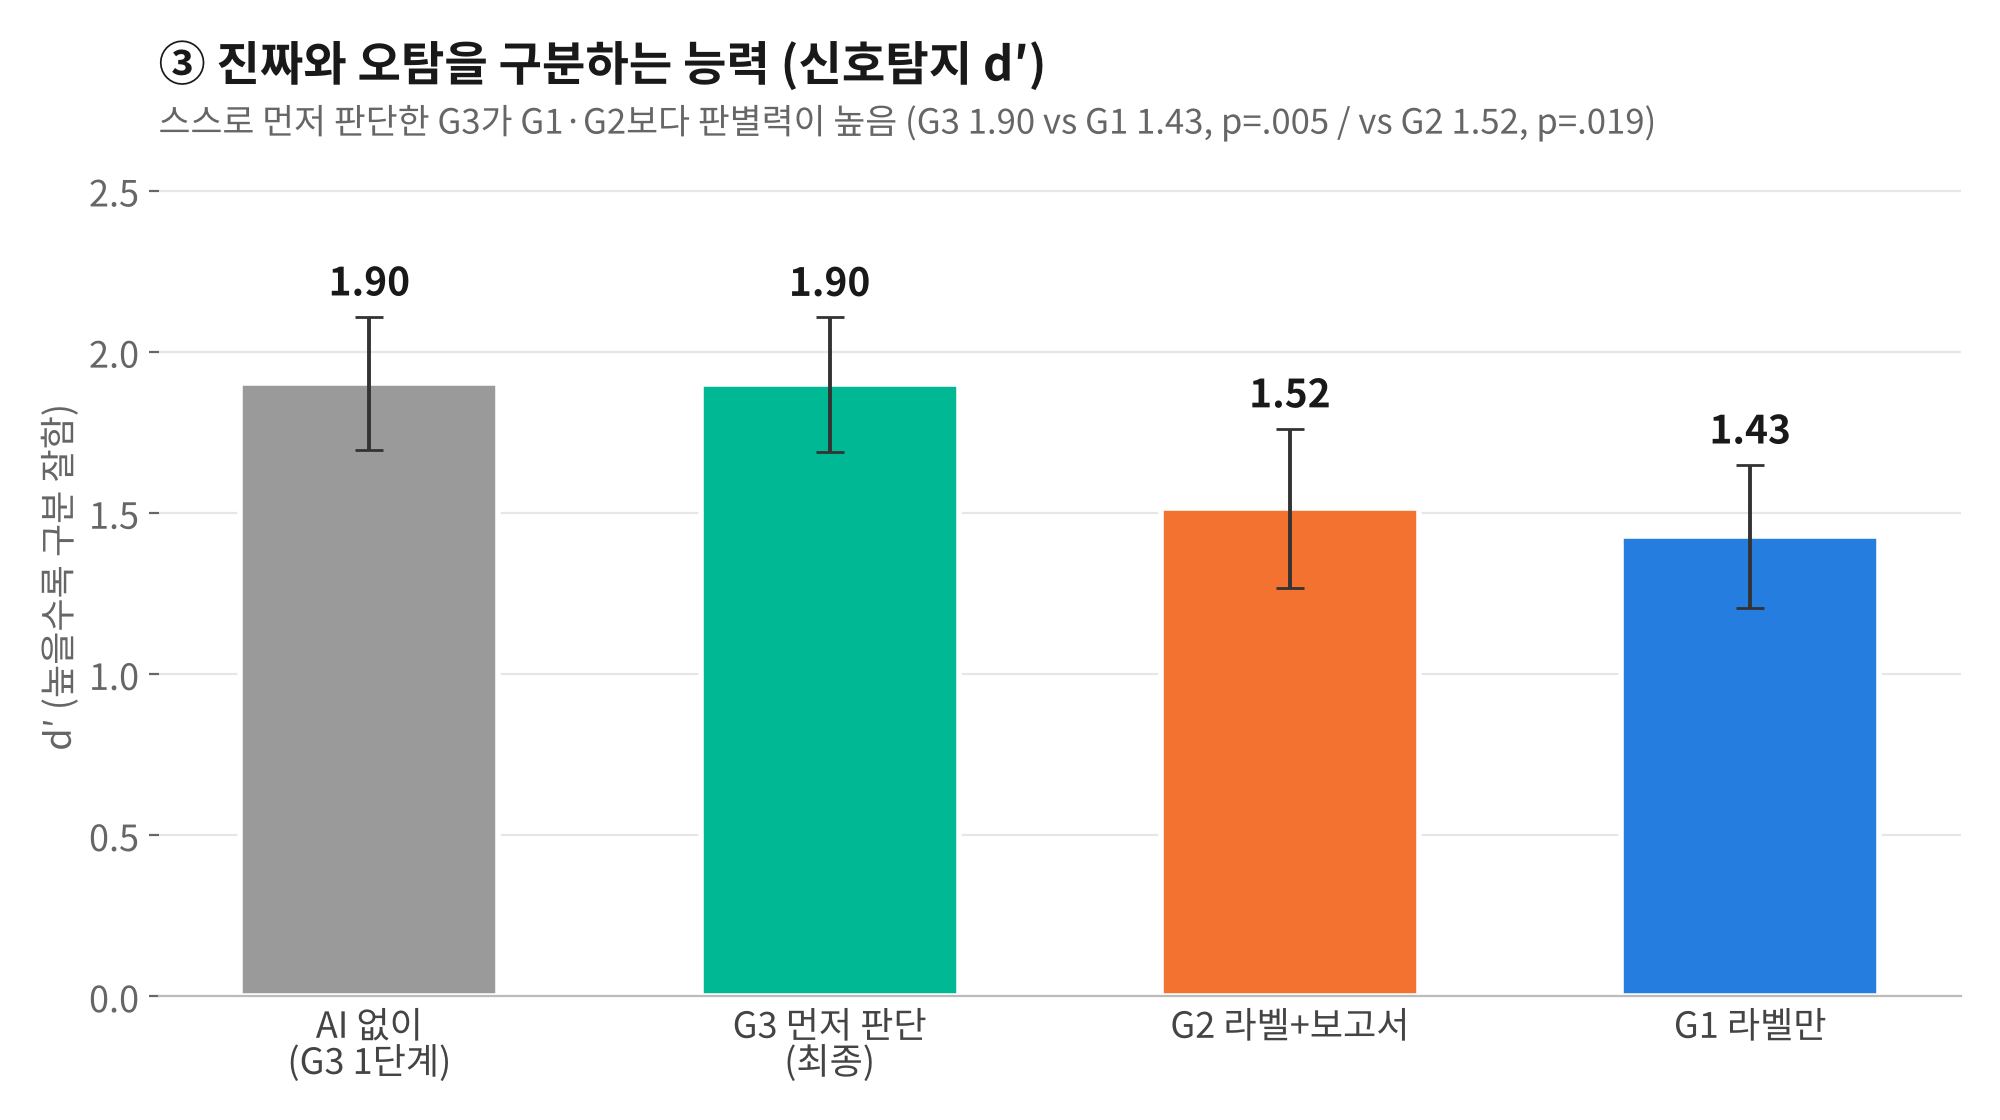 ③ 진짜와 오탐을 구분하는 능력 (신호탐지 d′)
스스로 먼저 판단한 G3가 G1·G2보다 판별력이 높음 (G3 1.90 vs G1 1.43, p=.005 / vs G2 1.52, p=.019)
d′ (높을수록 구분 잘함)
2.5
2.0
1.5
1.0
0.5
0.0
1.90
1.90
1.52
1.43
AI 없이
(G3 1단계)
G3 먼저 판단
(최종)
G2 라벨+보고서
G1 라벨만